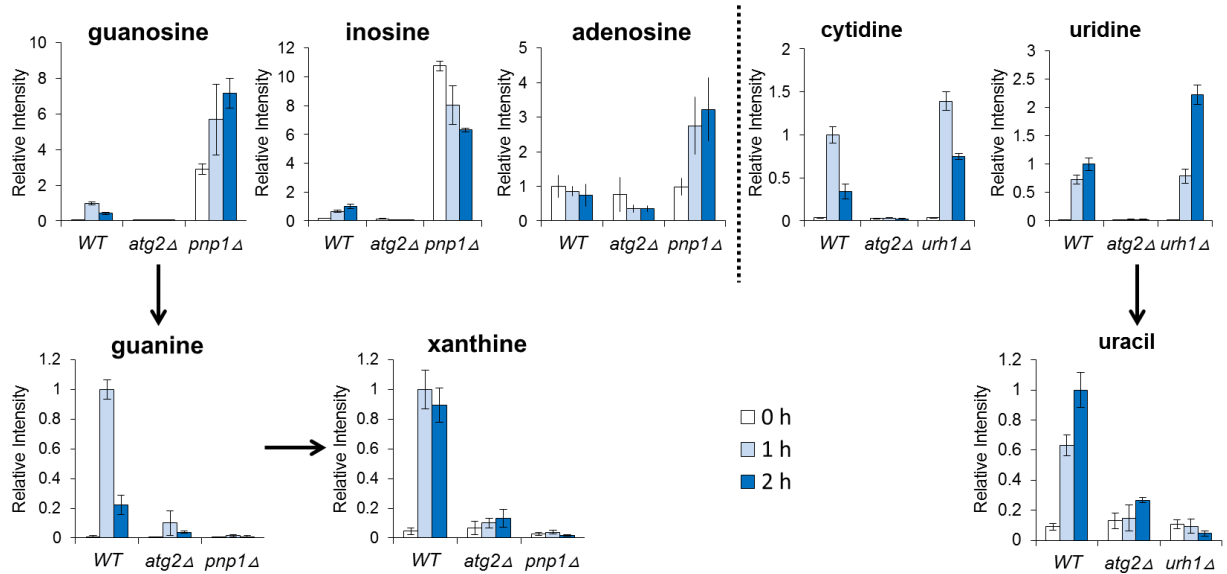 guanosine
Relative Intensity
10
8
6
4
2
0
WT atg2Δ pnp1Δ
inosine
Relative Intensity
12
10
8
6
4
2
0
WT atg2Δ pnp1Δ
adenosine
Relative Intensity
5
4
3
2
1
0
WT atg2Δ pnp1Δ
cytidine
Relative Intensity
2
1.5
1
0.5
0
WT atg2Δ urh1Δ
uridine
Relative Intensity
3
2.5
2
1.5
1
0.5
0
WT atg2Δ urh1Δ
guanine
Relative Intensity
1.2
1
0.8
0.6
0.4
0.2
0
WT atg2Δ pnp1Δ
xanthine
Relative Intensity
1.2
1
0.8
0.6
0.4
0.2
0
WT atg2Δ pnp1Δ
0 h
1 h
2 h
uracil
Relative Intensity
1.2
1
0.8
0.6
0.4
0.2
0
WT atg2Δ urh1Δ